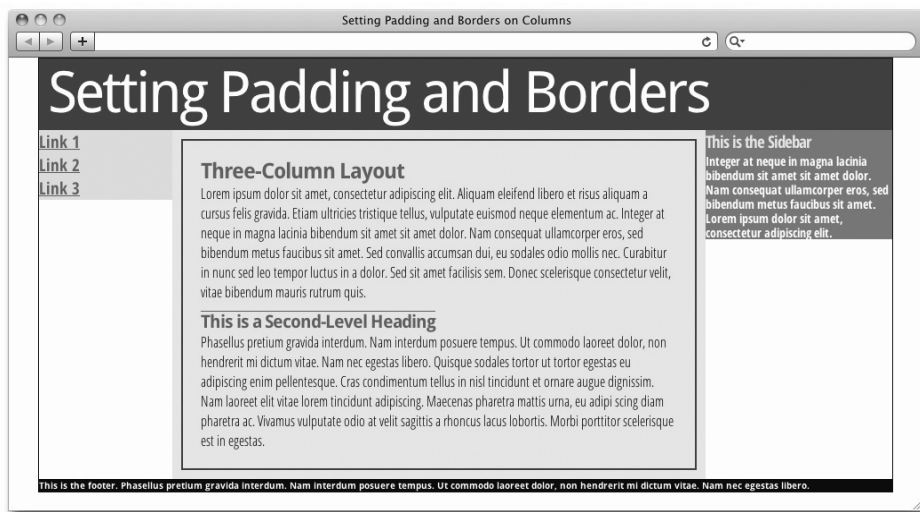 Setting Padding and Borders on Columns
Setting Padding and Borders
Link 1
Link 2
Link 3
Three-Column Layout
Lorem ipsum dolor sit amet, consectetur adipiscing elit. Aliquam eleifend libero et risus aliquam a
cursus felis gravida. Etiam ultricies tristique tellus, vulputate euismod neque elementum ac. Integer at
neque in magna lacinia bibendum sit amet sit amet dolor. Nam consequat ullamcorper eros, sed
bibendum metus faucibus sit amet. Sed convallis accumsan dui, eu sodales odio mollis nec. Curabitur
in nunc sed leo tempor luctus in a dolor. Sed sit amet facilisis sem. Donec scelerisque consectetur velit,
vitae bibendum mauris rutrum quis.
This is a Second-Level Heading
Phasellus pretium gravida interdum. Nam interdum posuere tempus. Ut commodo laoreet dolor, non
hendrerit mi dictum vitae. Nam nec egestas libero. Quisque sodales tortor ut tortor egestas eu
adipiscing enim pellentesque. Cras condimentum tellus in nisl tincidunt et ornare augue dignissim.
Nam laoreet elit vitae lorem tincidunt adipiscing. Maecenas pharetra mattis urna, eu adipi scing diam
pharetra ac. Vivamus vulputate odio at velit sagittis a rhoncus lacus lobortis. Morbi porttitor scelerisque
est in egestas.
This is the Sidebar
Integer at neque in magna lacinia
bibendum sit amet sit amet dolor.
Nam consequat ullamcorper eros, sed
bibendum metus faucibus sit amet.
Lorem ipsum dolor sit amet,
consectetur adipiscing elit.
This is the footer. Phasellus pretium gravida interdum. Nam interdum posuere tempus. Ut commodo laoreet dolor, non hendrerit mi dictum vitae. Nam nec egestas libero.